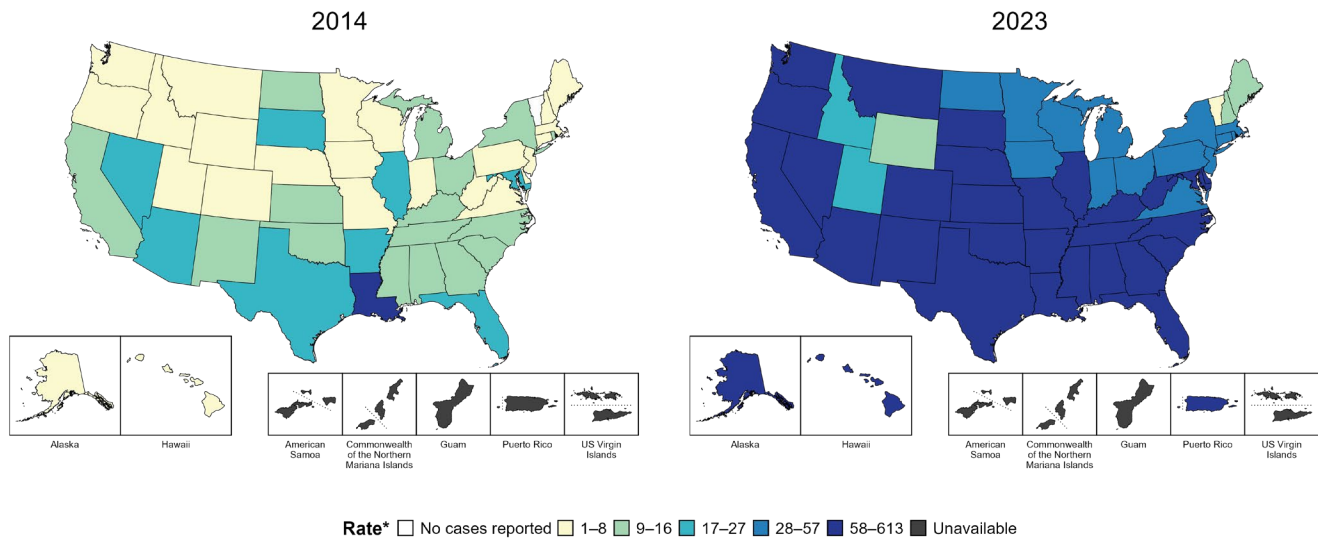 2014
2023
Alaska
Hawaii
American
Samoa
Commonwealth
of the Northern
Mariana Islands
Guam
Puerto Rico
US Virgin
Islands
Alaska
Hawaii
American
Samoa
Commonwealth
of the Northern
Mariana Islands
Guam
Puerto Rico
US Virgin
Islands
Rate* No cases reported 1–8 9–16 17–27 28–57 58–613 Unavailable